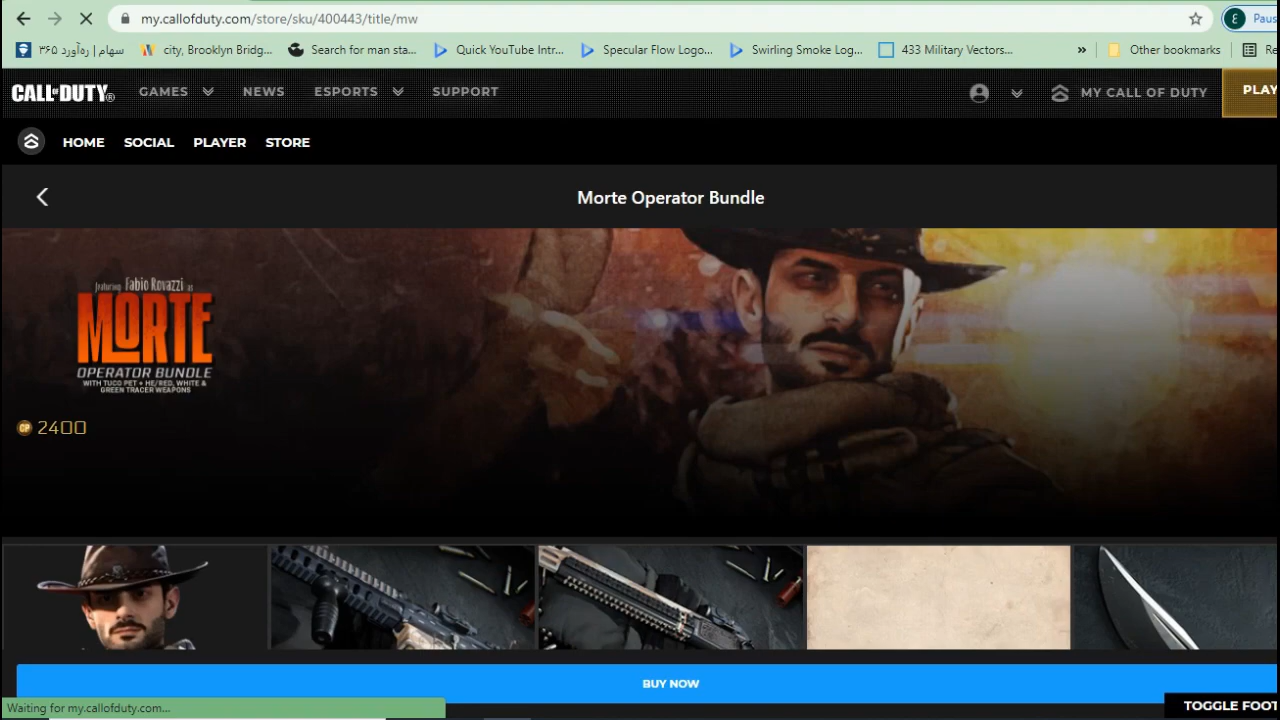 my.callofduty.com/store/sku/400443/title/mw
ع
Paus
سهام | ره‌آورد ۳۶۵
city, Brooklyn Bridg...
Search for man sta...
Quick YouTube Intr...
Specular Flow Logo...
Swirling Smoke Log...
433 Military Vectors...
»
Other bookmarks
Re
CALL OF DUTY®
GAMES
NEWS
ESPORTS
SUPPORT
MY CALL OF DUTY
PLAY
HOME
SOCIAL
PLAYER
STORE
Morte Operator Bundle
featuring Fabio Rovazzi as
MORTE
OPERATOR BUNDLE
WITH TUCO PET + HE/RED, WHITE &
GREEN TRACER WEAPONS
CP 2400
BUY NOW
Waiting for my.callofduty.com...
TOGGLE FOOT